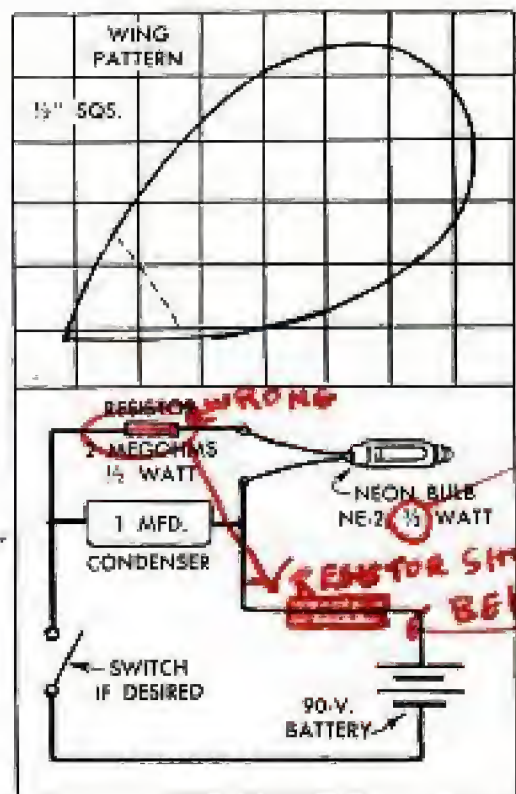 WING
PATTERN
½" SQS.
RESISTOR
WRONG
2 MEGOHMS
½ WATT
NEON BULB
NE-2 ½ WATT
1 MFD.
CONDENSER
RESISTOR
BE
SWITCH
IF DESIRED
90-V.
BATTERY